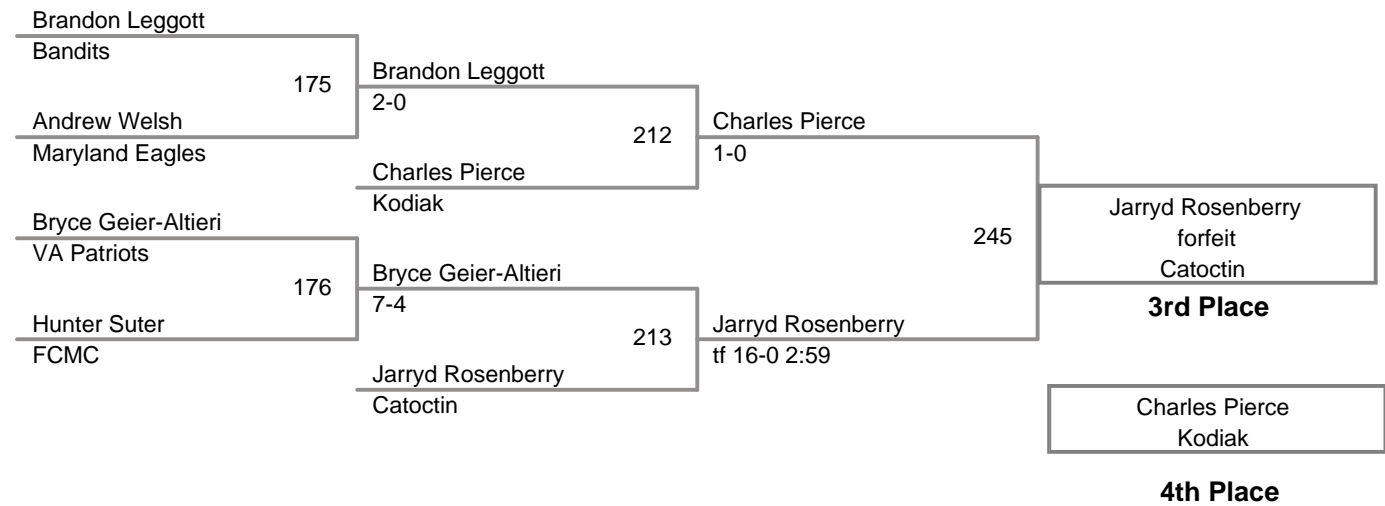 Brandon Leggott
Bandits
175
Andrew Welsh
Maryland Eagles
Bryce Geier-Altieri
VA Patriots
176
Hunter Suter
FCMC
Brandon Leggott
2-0
212
Charles Pierce
Kodiak
Bryce Geier-Altieri
7-4
213
Jarryd Rosenberry
Catoctin
Charles Pierce
1-0
245
Jarryd Rosenberry
tf 16-0 2:59
Jarryd Rosenberry
forfeit
Catoctin
3rd Place
Charles Pierce
Kodiak
4th Place